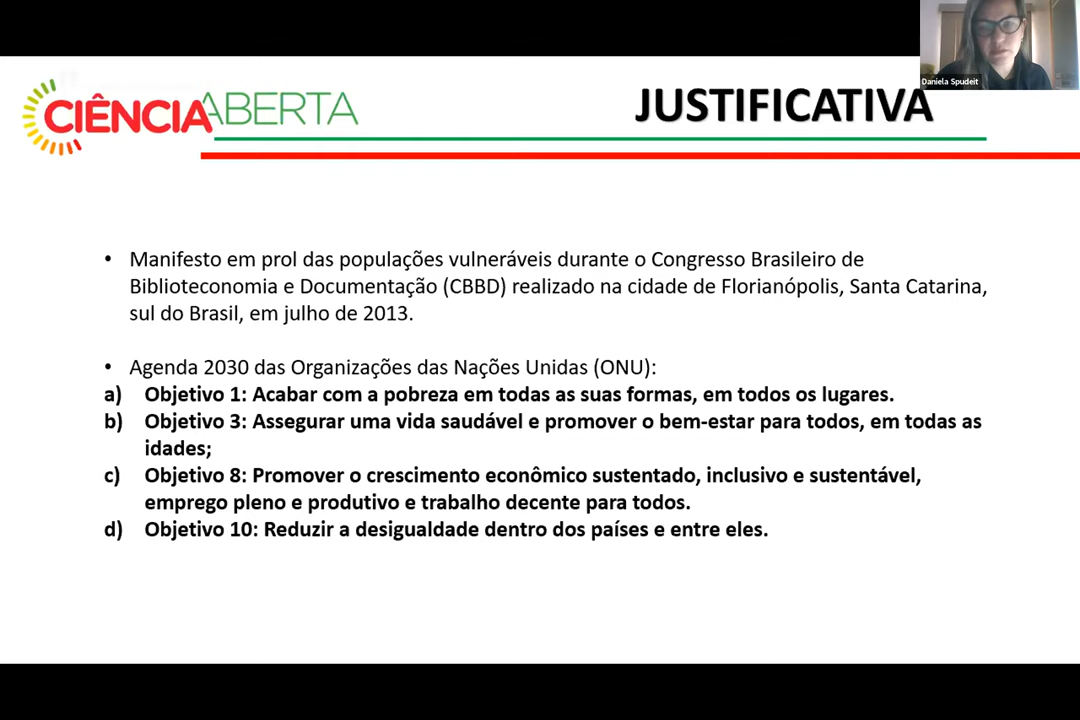 Daniela Spudeit
CIÊNCIAABERTA
JUSTIFICATIVA
• Manifesto em prol das populações vulneráveis durante o Congresso Brasileiro de
Biblioteconomia e Documentação (CBBD) realizado na cidade de Florianópolis, Santa Catarina,
sul do Brasil, em julho de 2013.
• Agenda 2030 das Organizações das Nações Unidas (ONU):
a) Objetivo 1: Acabar com a pobreza em todas as suas formas, em todos os lugares.
b) Objetivo 3: Assegurar uma vida saudável e promover o bem-estar para todos, em todas as
idades;
c) Objetivo 8: Promover o crescimento econômico sustentado, inclusivo e sustentável,
emprego pleno e produtivo e trabalho decente para todos.
d) Objetivo 10: Reduzir a desigualdade dentro dos países e entre eles.